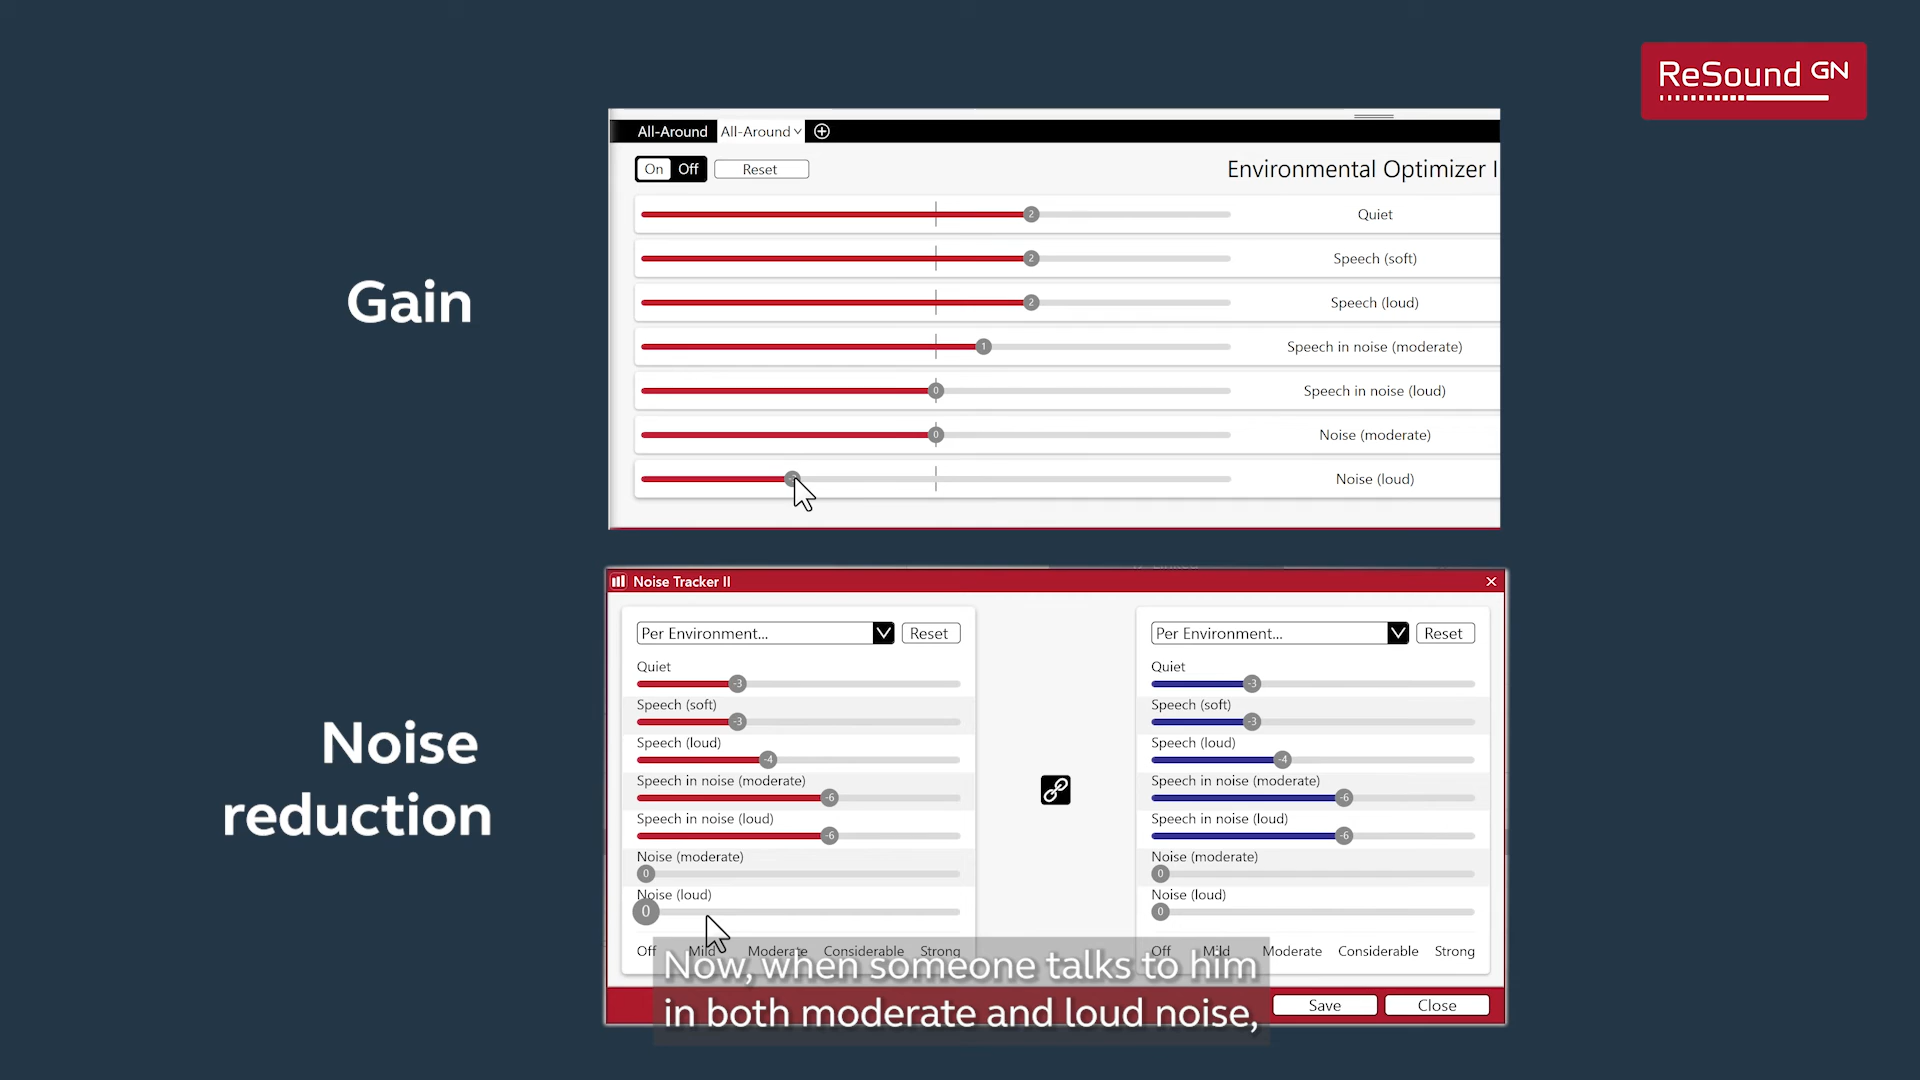 ReSound GN
All-Around All-Around
On Off Reset Environmental Optimizer I
2 Quiet
2 Speech (soft)
2 Speech (loud)
1 Speech in noise (moderate)
0 Speech in noise (loud)
0 Noise (moderate)
Noise (loud)
Gain
Noise Tracker II
Per Environment... Reset
Quiet
-3
Speech (soft)
-3
Speech (loud)
-4
Speech in noise (moderate)
-6
Speech in noise (loud)
-6
Noise (moderate)
0
Noise (loud)
0
Off Mild Moderate Considerable Strong
Per Environment... Reset
Quiet
-3
Speech (soft)
-3
Speech (loud)
-4
Speech in noise (moderate)
-6
Speech in noise (loud)
-6
Noise (moderate)
0
Noise (loud)
0
Off Mild Moderate Considerable Strong
Save Close
Noise
reduction
Now, when someone talks to him
in both moderate and loud noise,